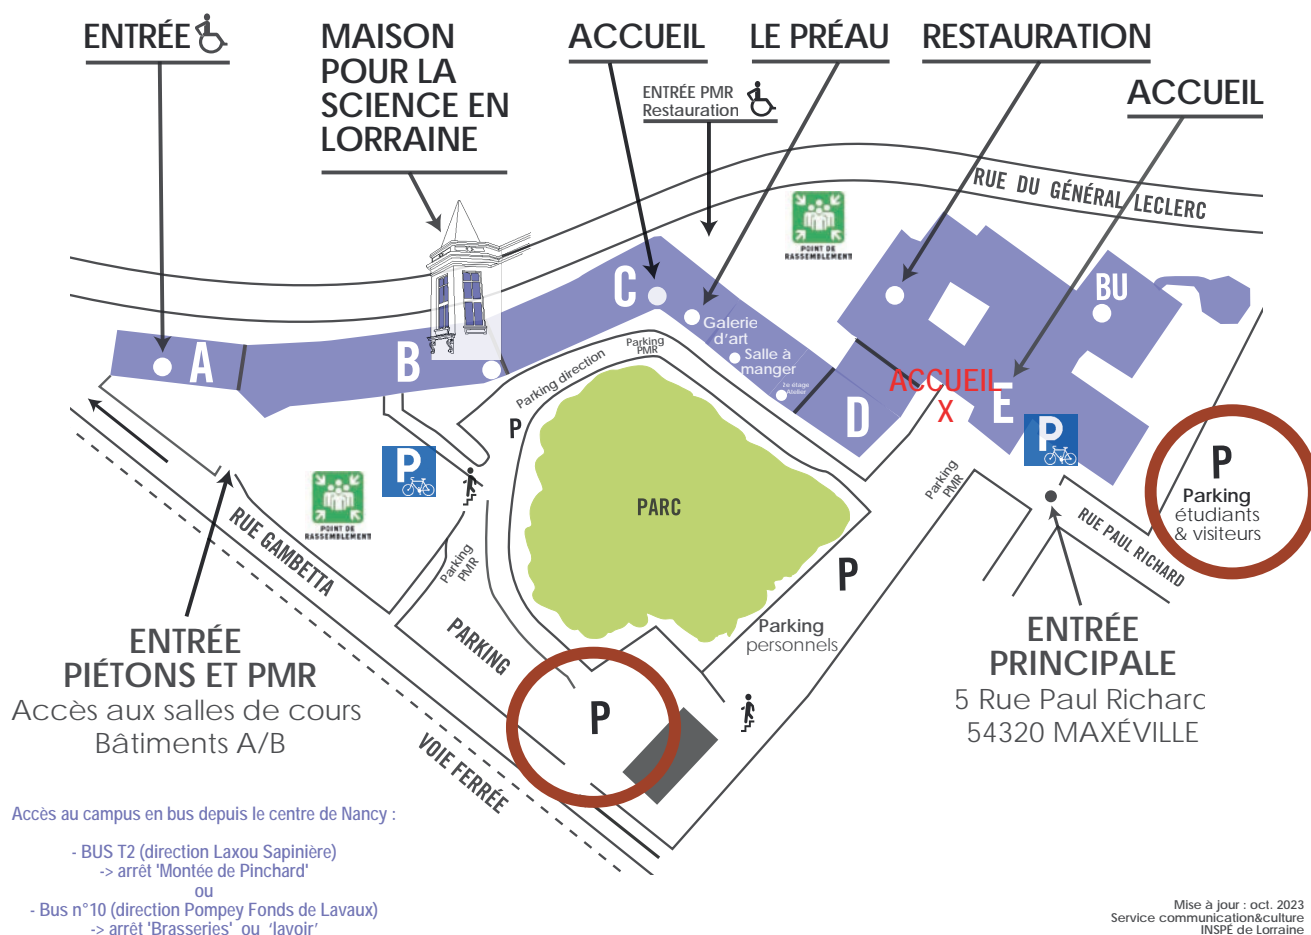 ENTRÉE
MAISON
POUR LA
SCIENCE EN
LORRAINE
ACCUEIL
LE PRÉAU
RESTAURATION
ENTRÉE PMR
Restauration
ACCUEIL
RUE DU GÉNÉRAL LECLERC
POINT DE
RASSEMBLEMENT
C
BU
Galerie
d'art
Salle à
manger
2e étage
Atelier
A
B
Parking direction
Parking
PMR
ACCUEIL
X
D
E
P
P
P
P
Parking
étudiants
& visiteurs
Parking
PMR
PARC
POINT DE
RASSEMBLEMENT
RUE GAMBETTA
Parking
PMR
RUE PAUL RICHARD
P
PARKING
Parking
personnels
ENTRÉE
PIÉTONS ET PMR
Accès aux salles de cours
Bâtiments A/B
ENTRÉE
PRINCIPALE
5 Rue Paul Richard
54320 MAXÉVILLE
P
VOIE FERRÉE
Accès au campus en bus depuis le centre de Nancy :
- BUS T2 (direction Laxou Sapinière)
-> arrêt 'Montée de Pinchard'
ou
- Bus n°10 (direction Pompey Fonds de Lavaux)
-> arrêt 'Brasseries' ou 'lavoir'
Mise à jour : oct. 2023
Service communication&culture
INSPÉ de Lorraine